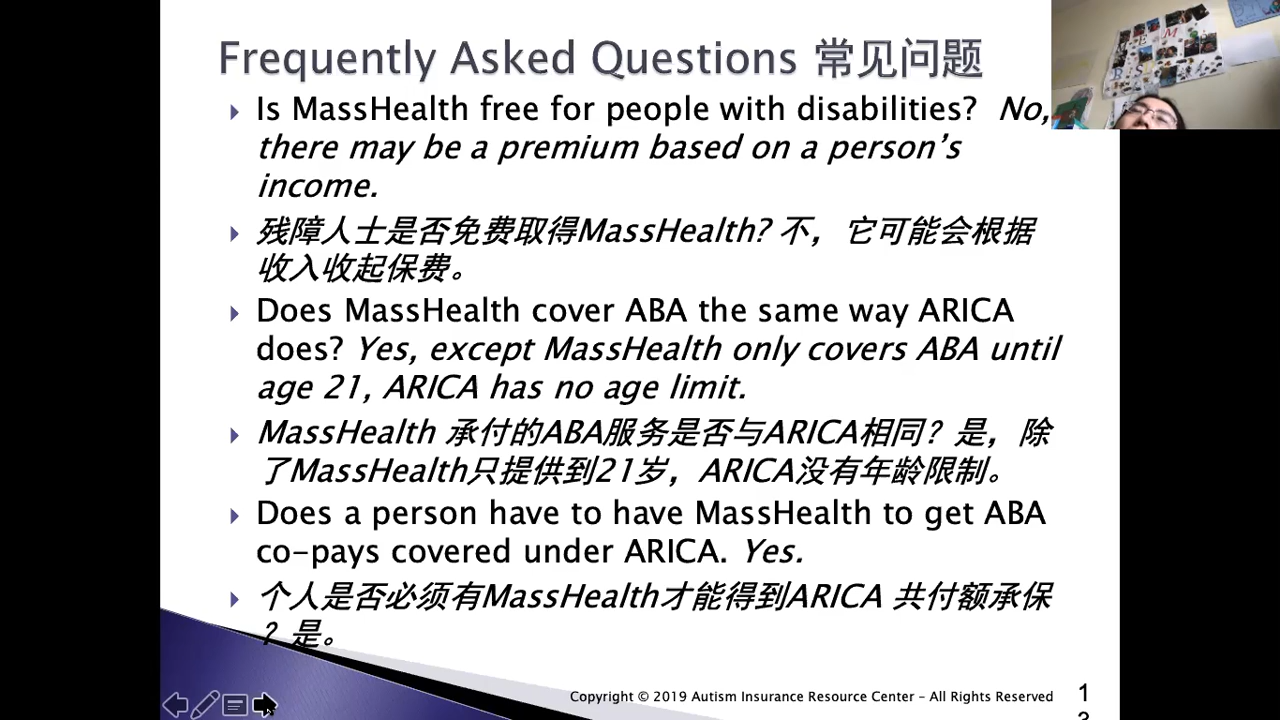 Frequently Asked Questions 常见问题
Is MassHealth free for people with disabilities? No,
there may be a premium based on a person's
income.
残障人士是否免费取得MassHealth? 不，它可能会根据
收入收起保费。
Does MassHealth cover ABA the same way ARICA
does? Yes, except MassHealth only covers ABA until
age 21, ARICA has no age limit.
MassHealth 承付的ABA服务是否与ARICA相同？是，除
了MassHealth只提供到21岁，ARICA没有年龄限制。
Does a person have to have MassHealth to get ABA
co-pays covered under ARICA. Yes.
个人是否必须有MassHealth才能得到ARICA 共付额承保
？是。
Copyright © 2019 Autism Insurance Resource Center – All Rights Reserved
1